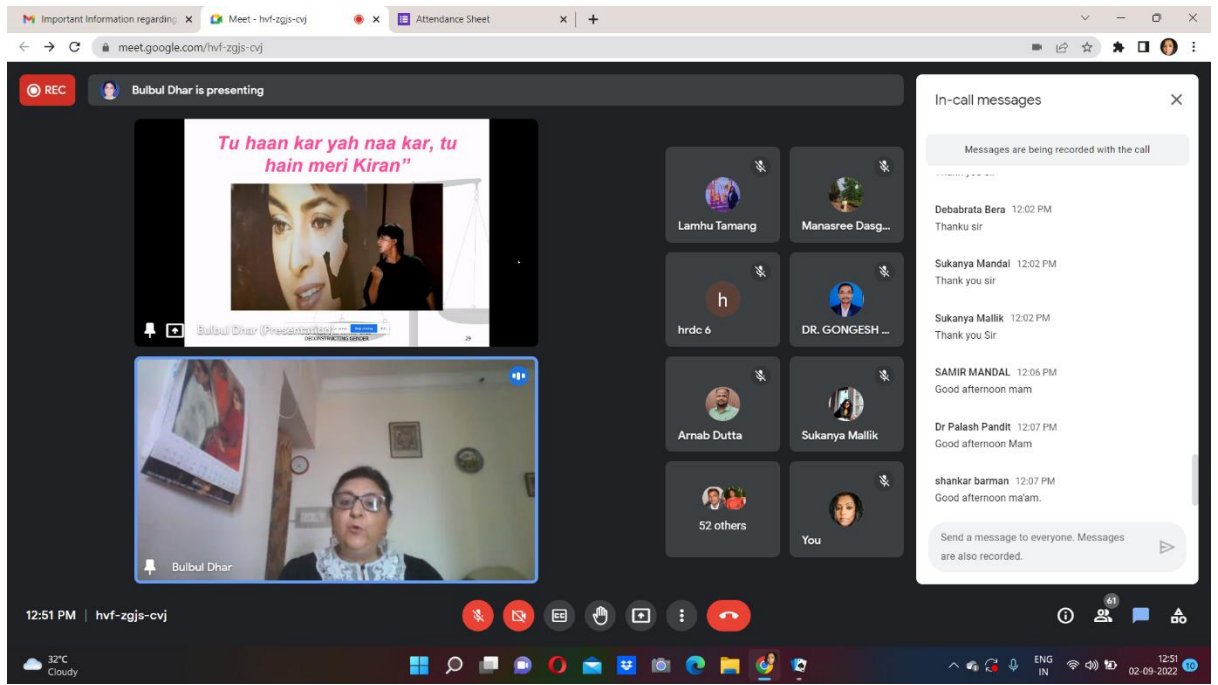 Important Information regarding
Meet - hvf-zgjs-cvj
Attendance Sheet
meet.google.com/hvf-zgjs-cvj
REC
Bulbul Dhar is presenting
Tu haan kar yah naa kar, tu
hain meri Kiran”
Bulbul Dhar (Presentation)
DECONSTRUCTING GENDER
29
Bulbul Dhar
Lamhu Tamang
Manasree Dasg...
h
hrdc 6
DR. GONGESH ...
Arnab Dutta
Sukanya Mallik
52 others
You
In-call messages
Messages are being recorded with the call
Debabrata Bera 12:02 PM
Thanku sir
Sukanya Mandal 12:02 PM
Thank you sir
Sukanya Mallik 12:02 PM
Thank you Sir
SAMIR MANDAL 12:06 PM
Good afternoon mam
Dr Palash Pandit 12:07 PM
Good afternoon Mam
shankar barman 12:07 PM
Good afternoon ma'am.
Send a message to everyone. Messages
are also recorded.
12:51 PM | hvf-zgjs-cvj
61
32°C
Cloudy
ENG
IN
12:51
02-09-2022
10